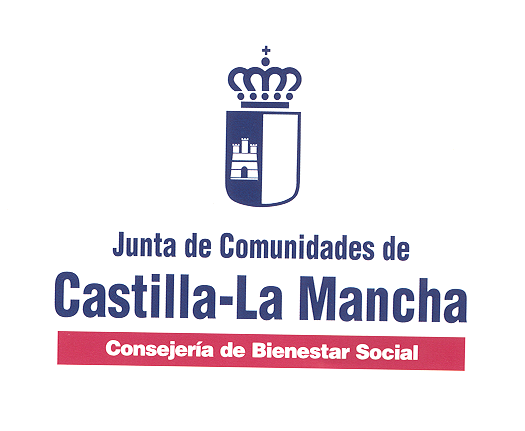 Junta de Comunidades de
Castilla-La Mancha
Consejería de Bienestar Social